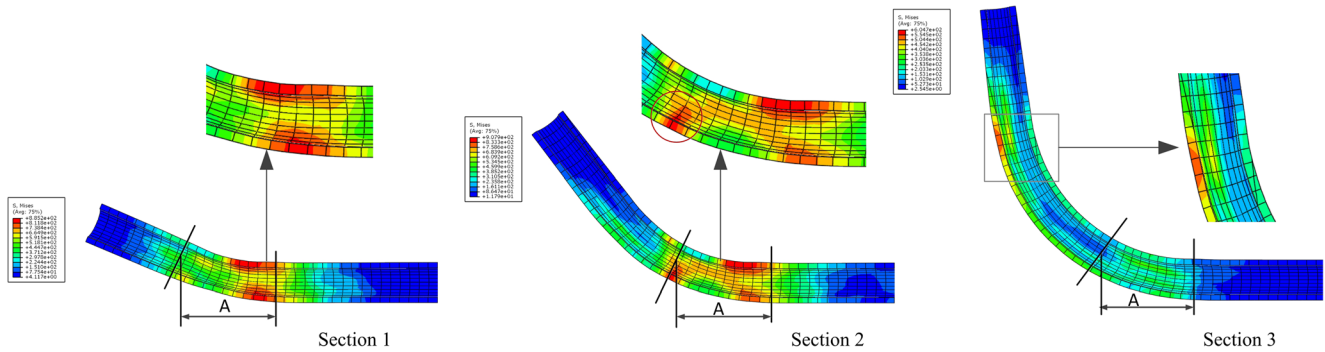 S, Mises
(Avg: 75%)
+8.852e+02
+8.118e+02
+7.384e+02
+6.649e+02
+5.915e+02
+5.181e+02
+4.447e+02
+3.712e+02
+2.978e+02
+2.244e+02
+1.510e+02
+7.754e+01
+4.117e+00
A
Section 1
S, Mises
(Avg: 75%)
+9.079e+02
+8.333e+02
+7.586e+02
+6.839e+02
+6.092e+02
+5.345e+02
+4.599e+02
+3.852e+02
+3.105e+02
+2.358e+02
+1.611e+02
+8.647e+01
+1.179e+01
A
Section 2
S, Mises
(Avg: 75%)
+6.047e+02
+5.545e+02
+5.044e+02
+4.542e+02
+4.040e+02
+3.538e+02
+3.036e+02
+2.535e+02
+2.033e+02
+1.531e+02
+1.029e+02
+5.273e+01
+2.545e+00
A
Section 3